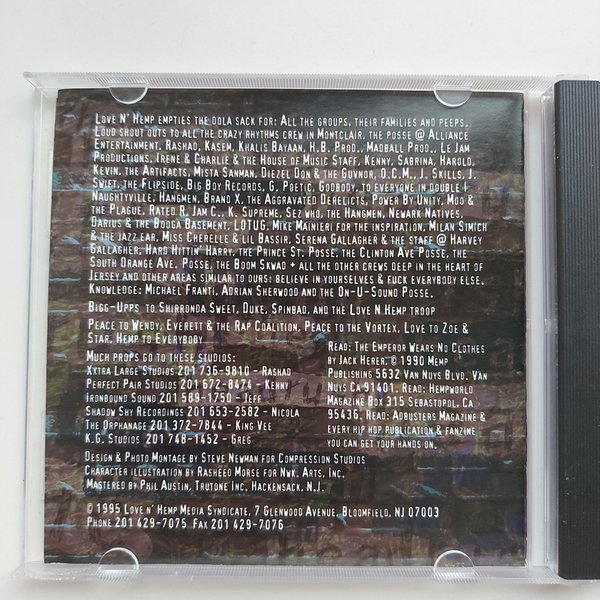 Love N' Hemp empties the dola sack for: All the groups, their families and peeps.
Loud shout outs to all the crazy rhythms crew in Montclair, the posse @ Alliance
Entertainment, Rashad, Kasem, Khalis Bayaan, H.B. Prod., Madball Prod., Le Jam
Productions, Irene & Charlie & the House of Music Staff, Kenny, Sabrina, Harold,
Kevin, the Artifacts, Mista Sanman, Diezel Don & the Guvnor, O.C.M., J. Skills, J.
Swift, the Flipside, Big Boy Records, G, Poetic, Godbody, to everyone in double I
Naughtyville, Hangmen, Brand X, the Aggravated Derelicts, Power By Unity, Moo &
the Plague, Rated R, Jam C., K. Supreme, Sez who, the Hangmen, Newark Natives,
Darius & the Booga Basement, LOTUG, Mike Mainieri for the inspiration, Milan Simich
& the jazz ear, Miss Cherelle & lil Bassir, Serena Gallagher & the staff @ Harvey
Gallagher, Hard Hittin' Harry, the Prince St. Posse, the Clinton Ave Posse, the
South Orange Ave. Posse, the Boom Skwad + all the other crews deep in the heart of
Jersey and other areas similar to ours: believe in yourselves & fuck everybody else.
Knowledge: Michael Franti, Adrian Sherwood and the On-U-Sound Posse.
Bigg-Upps to Shirronda Sweet, Duke, Spinbad, and the Love N Hemp troop
Peace to Wendy, Everett & the Rap Coalition, Peace to the Vortex, Love to Zoe &
Star, Hemp to Everybody
Much props go to these studios:
Xxtra Large Studios 201 736-9810 - Rashad
Perfect Pair Studios 201 672-8474 - Kenny
Ironbound Sound 201 589-1750 - Jeff
Shadow Shy Recordings 201 653-2582 - Nicola
The Orphanage 201 372-7844 - King Vee
K.G. Studios 201 748-1452 - Greg
Read: The Emperor Wears No Clothes
by Jack Herer, © 1990 Hemp
Publishing 5632 Van Nuys Blvd. Van
Nuys Ca 91401. Read: Hempworld
Magazine Box 315 Sebastopol, Ca
95436. Read: Adbusters Magazine &
every hip hop publication & fanzine
you can get your hands on.
Design & Photo Montage by Steve Newman for Compression Studios
Character illustration by Rasheed Morse for Nwk. Arts, Inc.
Mastered by Phil Austin, Trutone Inc. Hackensack, N.J.
© 1995 Love n' Hemp Media Syndicate, 7 Glenwood Avenue, Bloomfield, NJ 07003
Phone 201 429-7075 Fax 201 429-7076